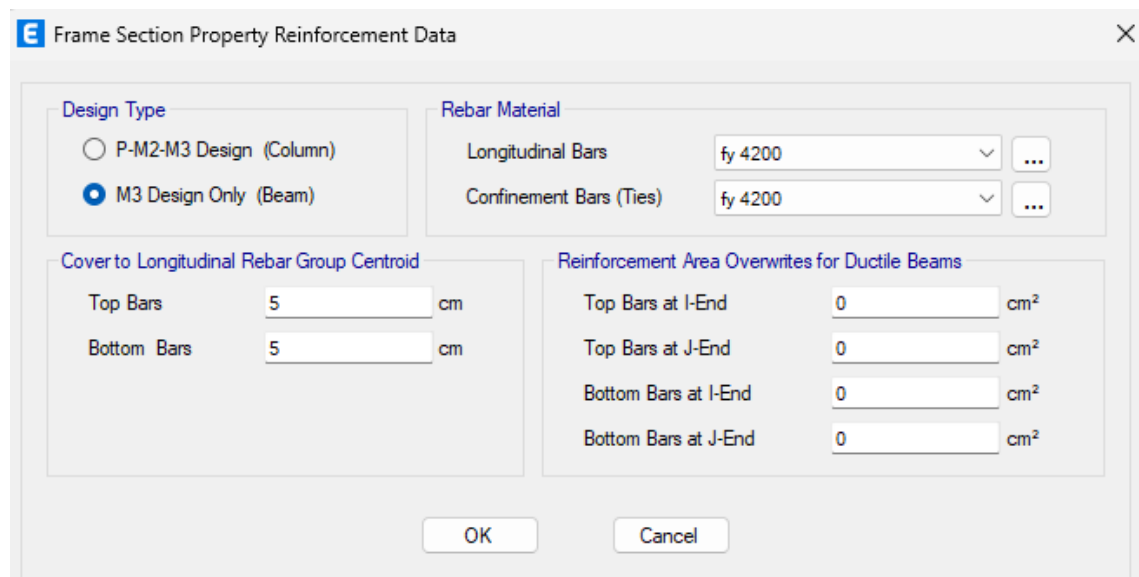 E Frame Section Property Reinforcement Data
Design Type
P-M2-M3 Design (Column)
M3 Design Only (Beam)
Rebar Material
Longitudinal Bars fy 4200 ...
Confinement Bars (Ties) fy 4200 ...
Cover to Longitudinal Rebar Group Centroid
Top Bars 5 cm
Bottom Bars 5 cm
Reinforcement Area Overwrites for Ductile Beams
Top Bars at I-End 0 cm²
Top Bars at J-End 0 cm²
Bottom Bars at I-End 0 cm²
Bottom Bars at J-End 0 cm²
OK Cancel